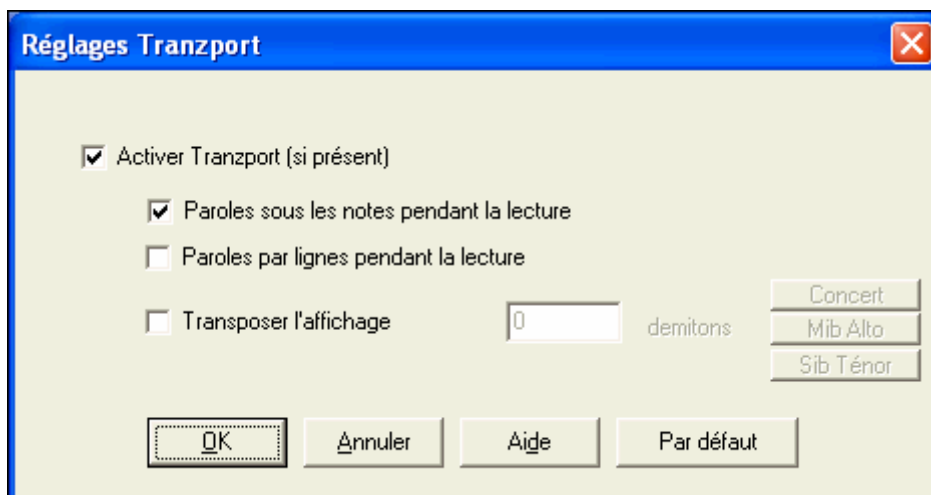 Réglages Tranzport
Activer Tranzport (si présent)
Paroles sous les notes pendant la lecture
Paroles par lignes pendant la lecture
Concert
Transposer l'affichage 0 demitons Mib Alto
Sib Ténor
OK Annuler Aide Par défaut